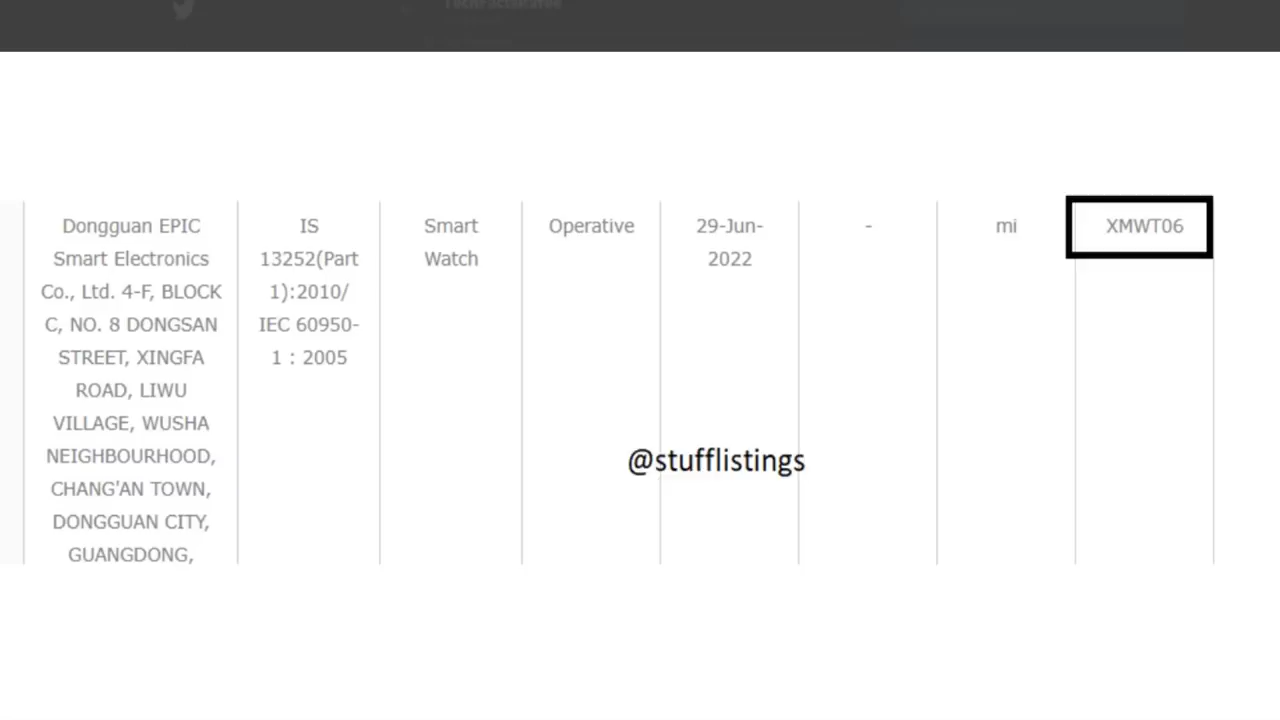 Dongguan EPIC
Smart Electronics
Co., Ltd. 4-F, BLOCK
C, NO. 8 DONGSAN
STREET, XINGFA
ROAD, LIWU
VILLAGE, WUSHA
NEIGHBOURHOOD,
CHANG'AN TOWN,
DONGGUAN CITY,
GUANGDONG,
IS
13252(Part
1):2010/
IEC 60950-
1 : 2005
Smart
Watch
Operative
29-Jun-
2022
-
mi
XMWT06
@stufflistings